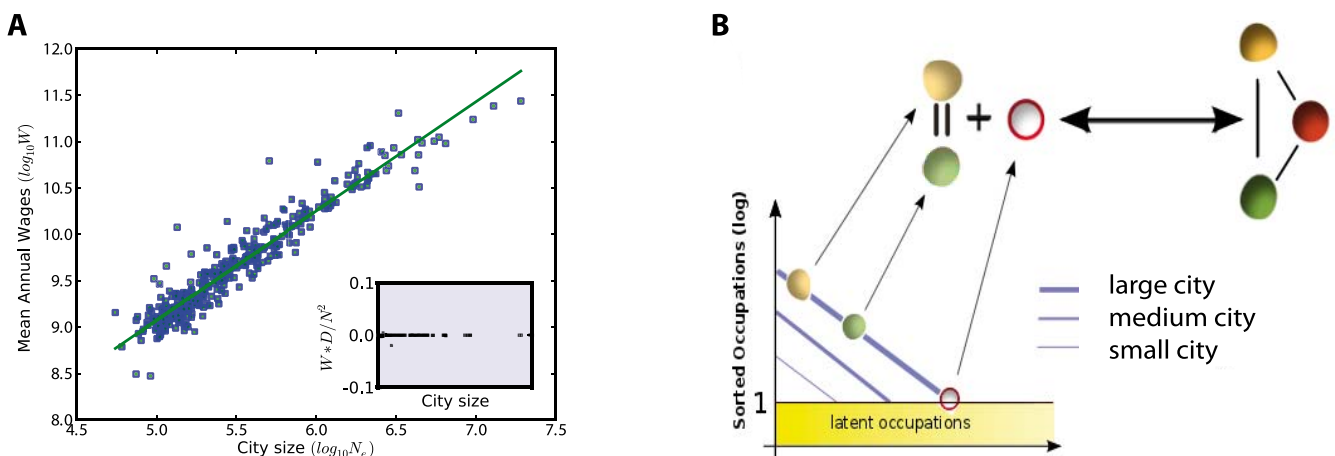 A
12.0
11.5
11.0
10.5
10.0
9.5
9.0
8.5
8.0
Mean Annual Wages (log₁₀W)
4.5 5.0 5.5 6.0 6.5 7.0 7.5
City size (log₁₀Nₑ)
0.1
0.0
-0.1
W∗D/N²
City size
B
Sorted Occupations (log)
1
latent occupations
+
large city
medium city
small city